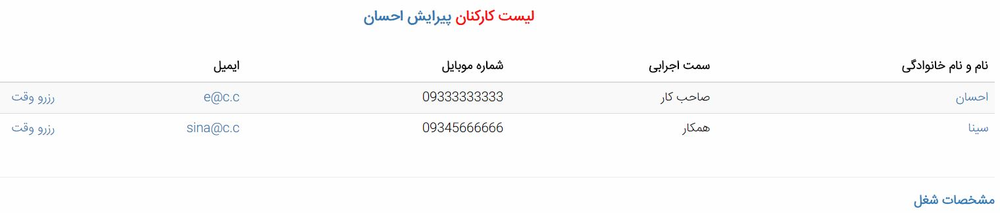 لیست کارکنان پیرایش احسان
نام و نام خانوادگی سمت اجرابی شماره موبایل ایمیل
احسان صاحب کار 09333333333 e@c.c رزرو وقت
سینا همکار 09345666666 sina@c.c رزرو وقت
مشخصات شغل